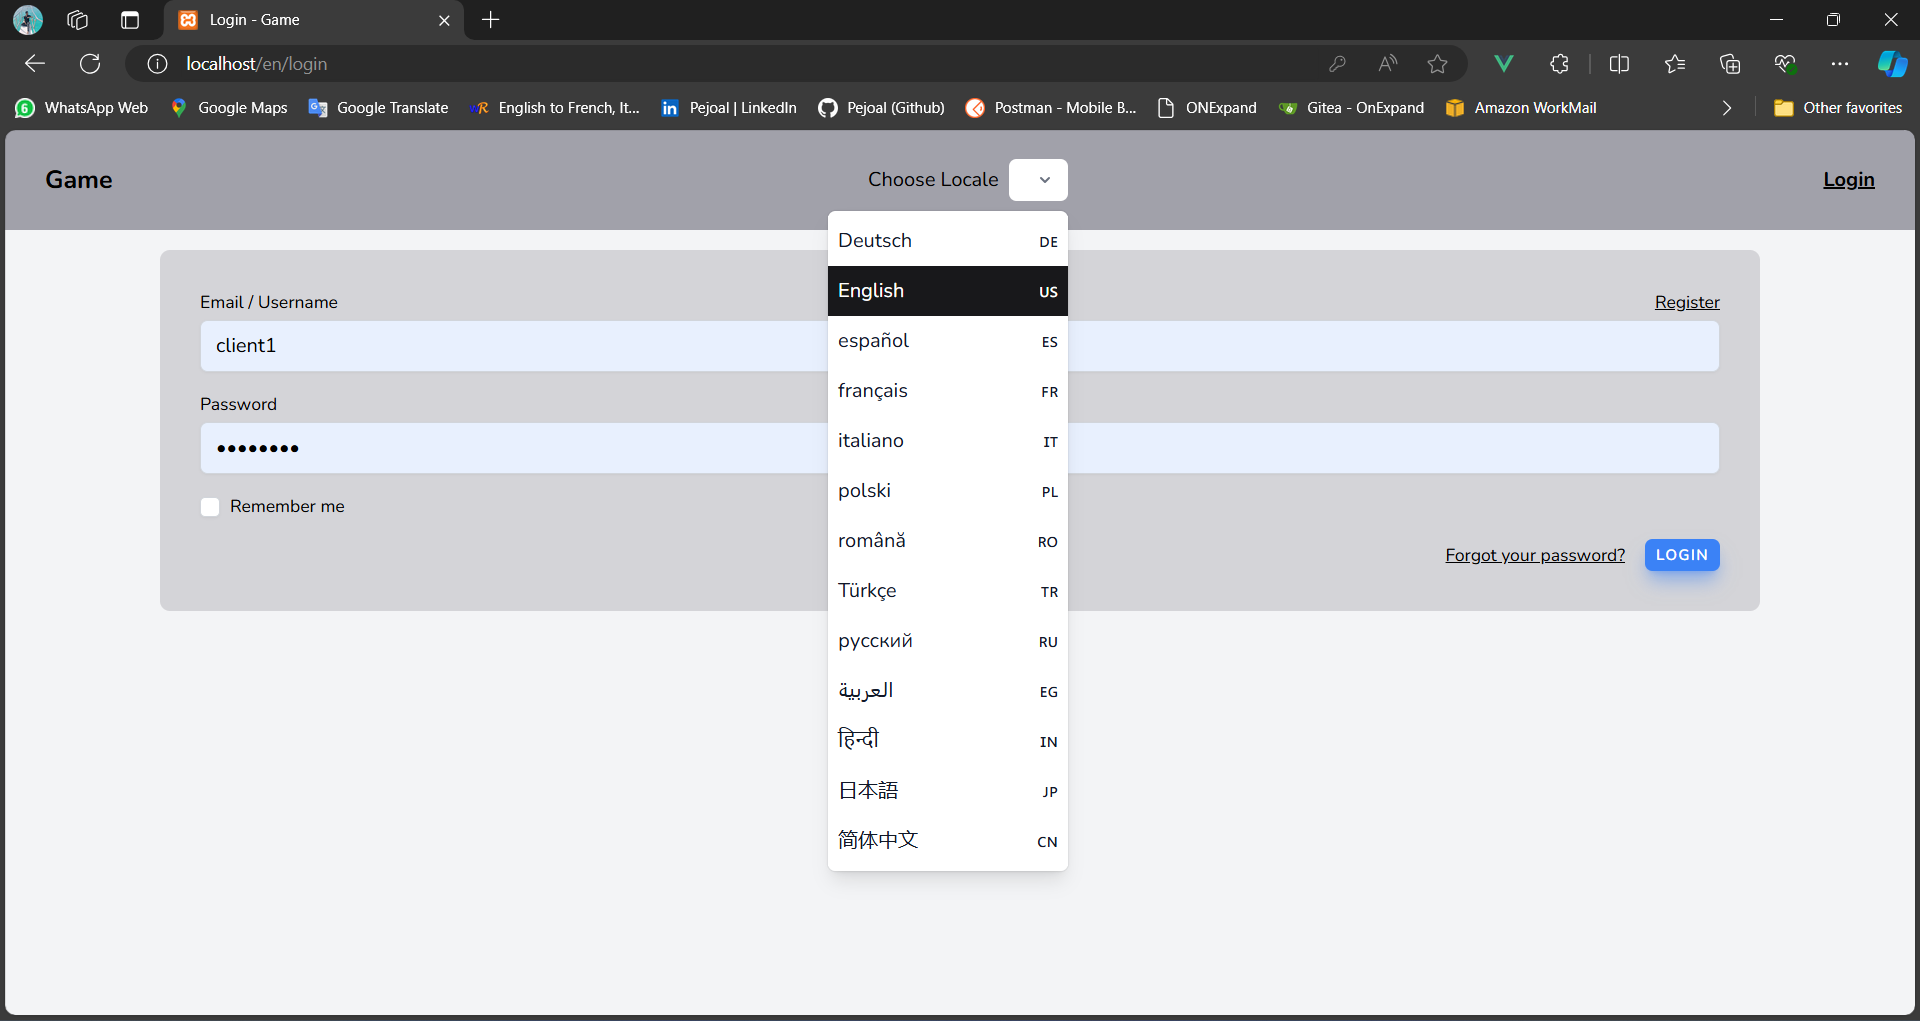 Login - Game
localhost/en/login
WhatsApp Web
Google Maps
Google Translate
English to French, It...
Pejoal | LinkedIn
Pejoal (Github)
Postman - Mobile B...
ONExpand
Gitea - OnExpand
Amazon WorkMail
Other favorites
Game
Choose Locale
Login
Deutsch DE
English US
español ES
français FR
italiano IT
polski PL
română RO
Türkçe TR
русский RU
العربية EG
हिन्दी IN
日本語 JP
简体中文 CN
Email / Username
Register
client1
Password
Remember me
Forgot your password?
LOGIN